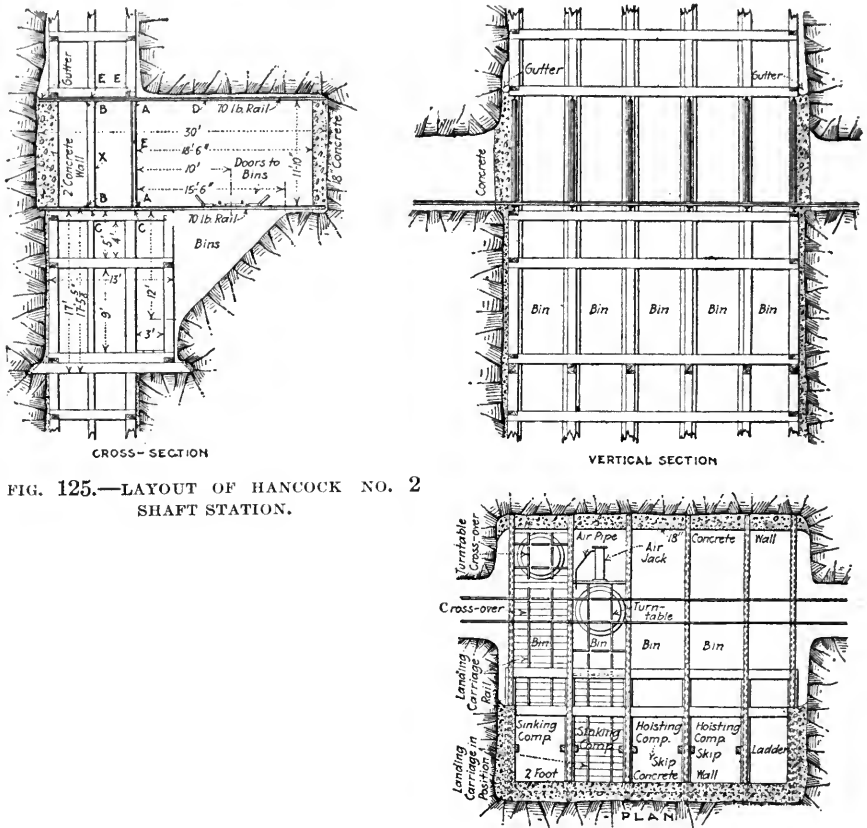 Gutter
E E
B
A
D
70 lb. Rail
30'
E
18'-6"
2' Concrete
Wall
X
10'
Doors to
Bins
11'-10"
18" Concrete
15'-6"
B
A
70 lb. Rail
C
C
Bins
5'
4'
13'
17'
17'-5
9'
12'
3'
CROSS-SECTION
Gutter
Gutter
Concrete
Bin
Bin
Bin
Bin
Bin
VERTICAL SECTION
FIG. 125.—LAYOUT OF HANCOCK NO. 2
SHAFT STATION.
Turntable
Cross-over
Air Pipe
Air
Jack
18"
Concrete
Wall
Cross-over
Turn-
table
Bin
Bin
Bin
Bin
Landing
Carriage
Rail
Landing
Carriage in
Position
Sinking
Comp.
Sinking
Comp.
Hoisting
Comp.
Skip
Hoisting
Comp.
Skip
Ladder
2 Foot
Concrete
Wall
PLAN